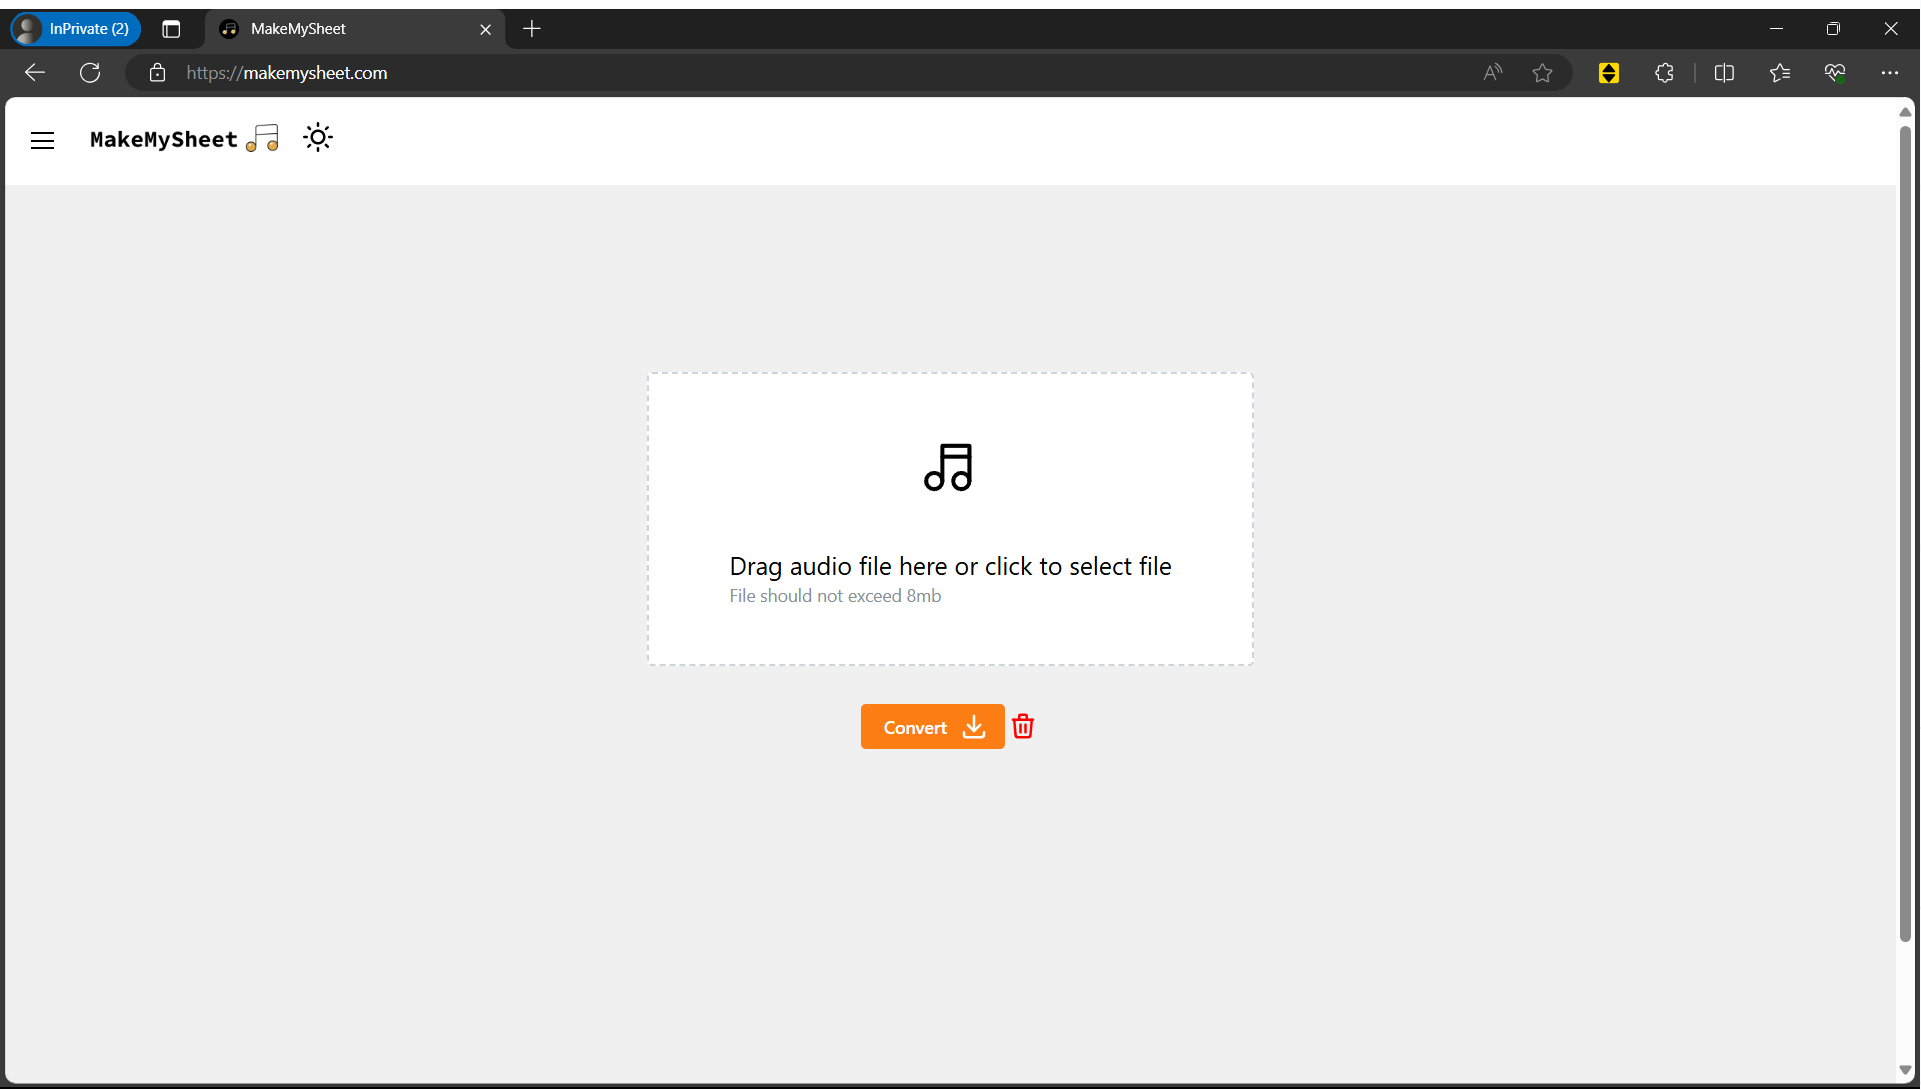 InPrivate (2)
MakeMySheet
https://makemysheet.com
MakeMySheet
Drag audio file here or click to select file
File should not exceed 8mb
Convert